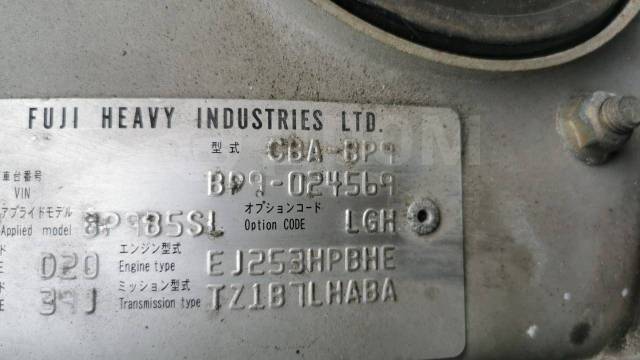 FUJI HEAVY INDUSTRIES LTD.
型式 CBA-BP9
車台番号 VIN BP9-024569
アプライドモデル Applied model BP9B5SL オプションコード Option CODE LGH
020 エンジン型式 Engine type EJ253HPBHE
39J ミッション型式 Transmission type TZ1B7LHABA